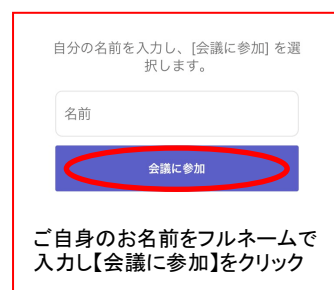 自分の名前を入力し、[会議に参加] を選
択します。
名前
会議に参加
ご自身のお名前をフルネームで
入力し【会議に参加】をクリック